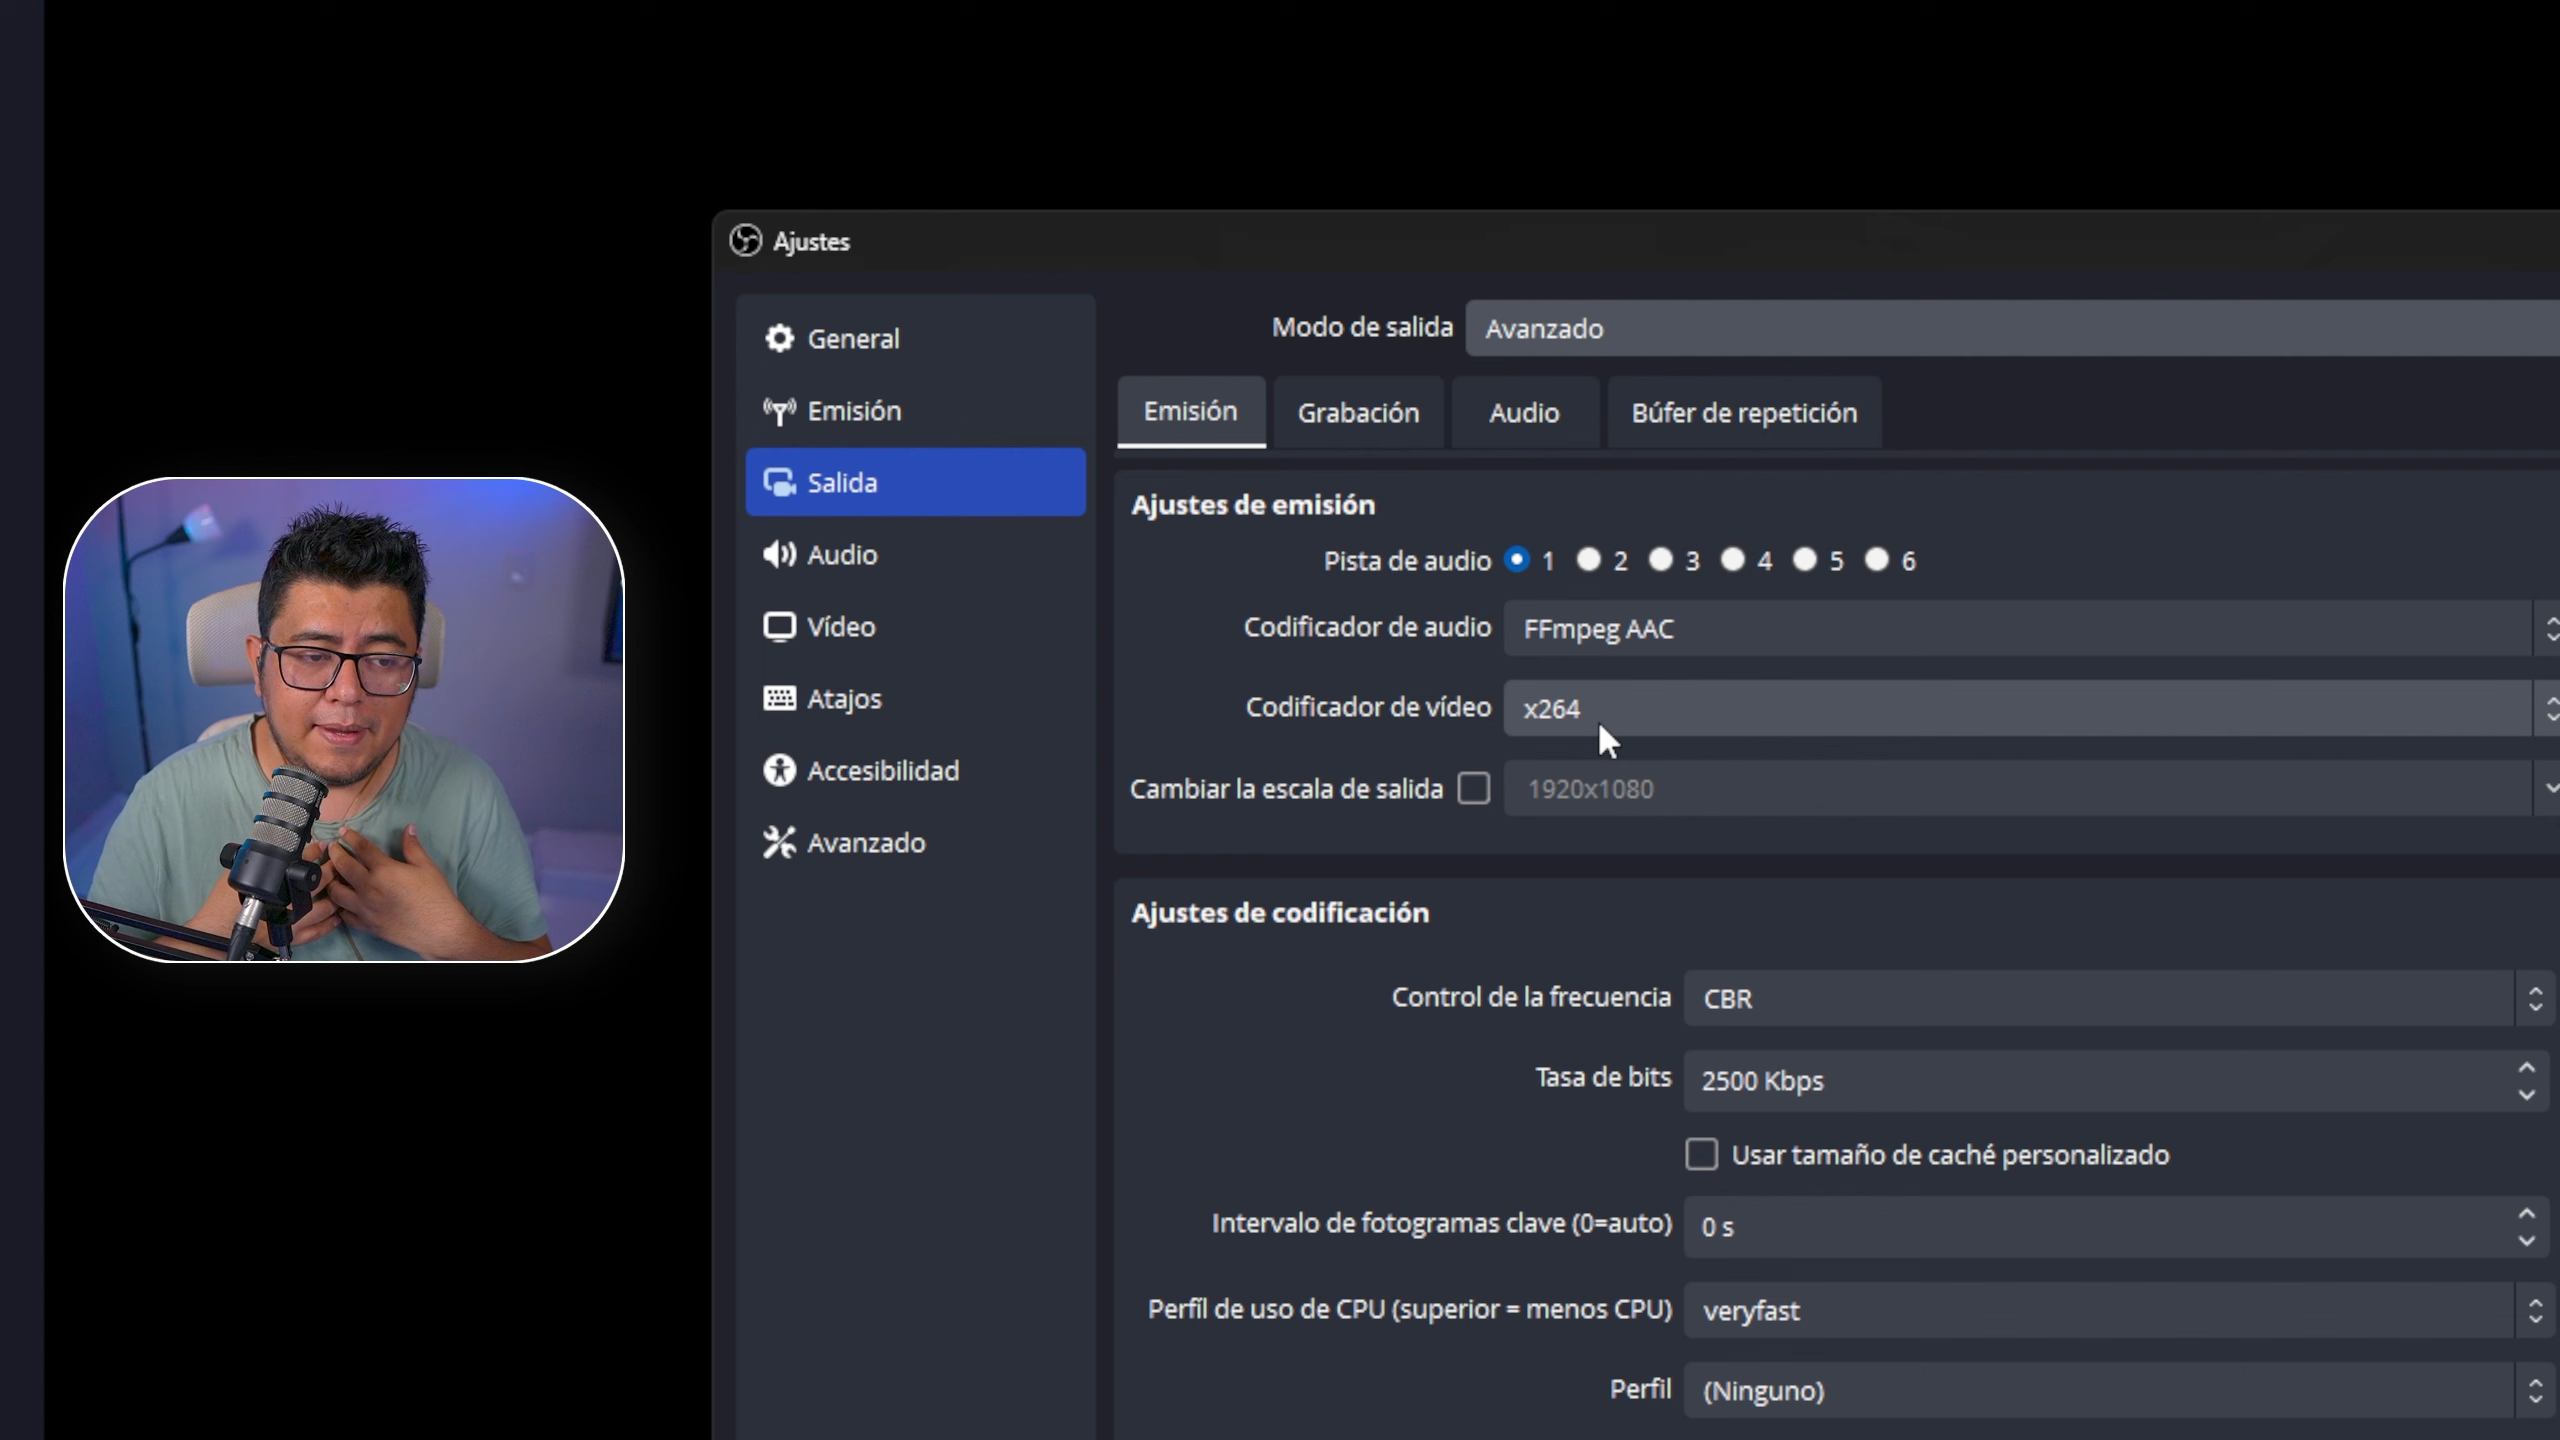 Ajustes
General
Emisión
Salida
Audio
Vídeo
Atajos
Accesibilidad
Avanzado
Modo de salida Avanzado
Emisión Grabación Audio Búfer de repetición
Ajustes de emisión
Pista de audio 1 2 3 4 5 6
Codificador de audio FFmpeg AAC
Codificador de vídeo x264
Cambiar la escala de salida 1920x1080
Ajustes de codificación
Control de la frecuencia CBR
Tasa de bits 2500 Kbps
Usar tamaño de caché personalizado
Intervalo de fotogramas clave (0=auto) 0 s
Perfíl de uso de CPU (superior = menos CPU) veryfast
Perfil (Ninguno)